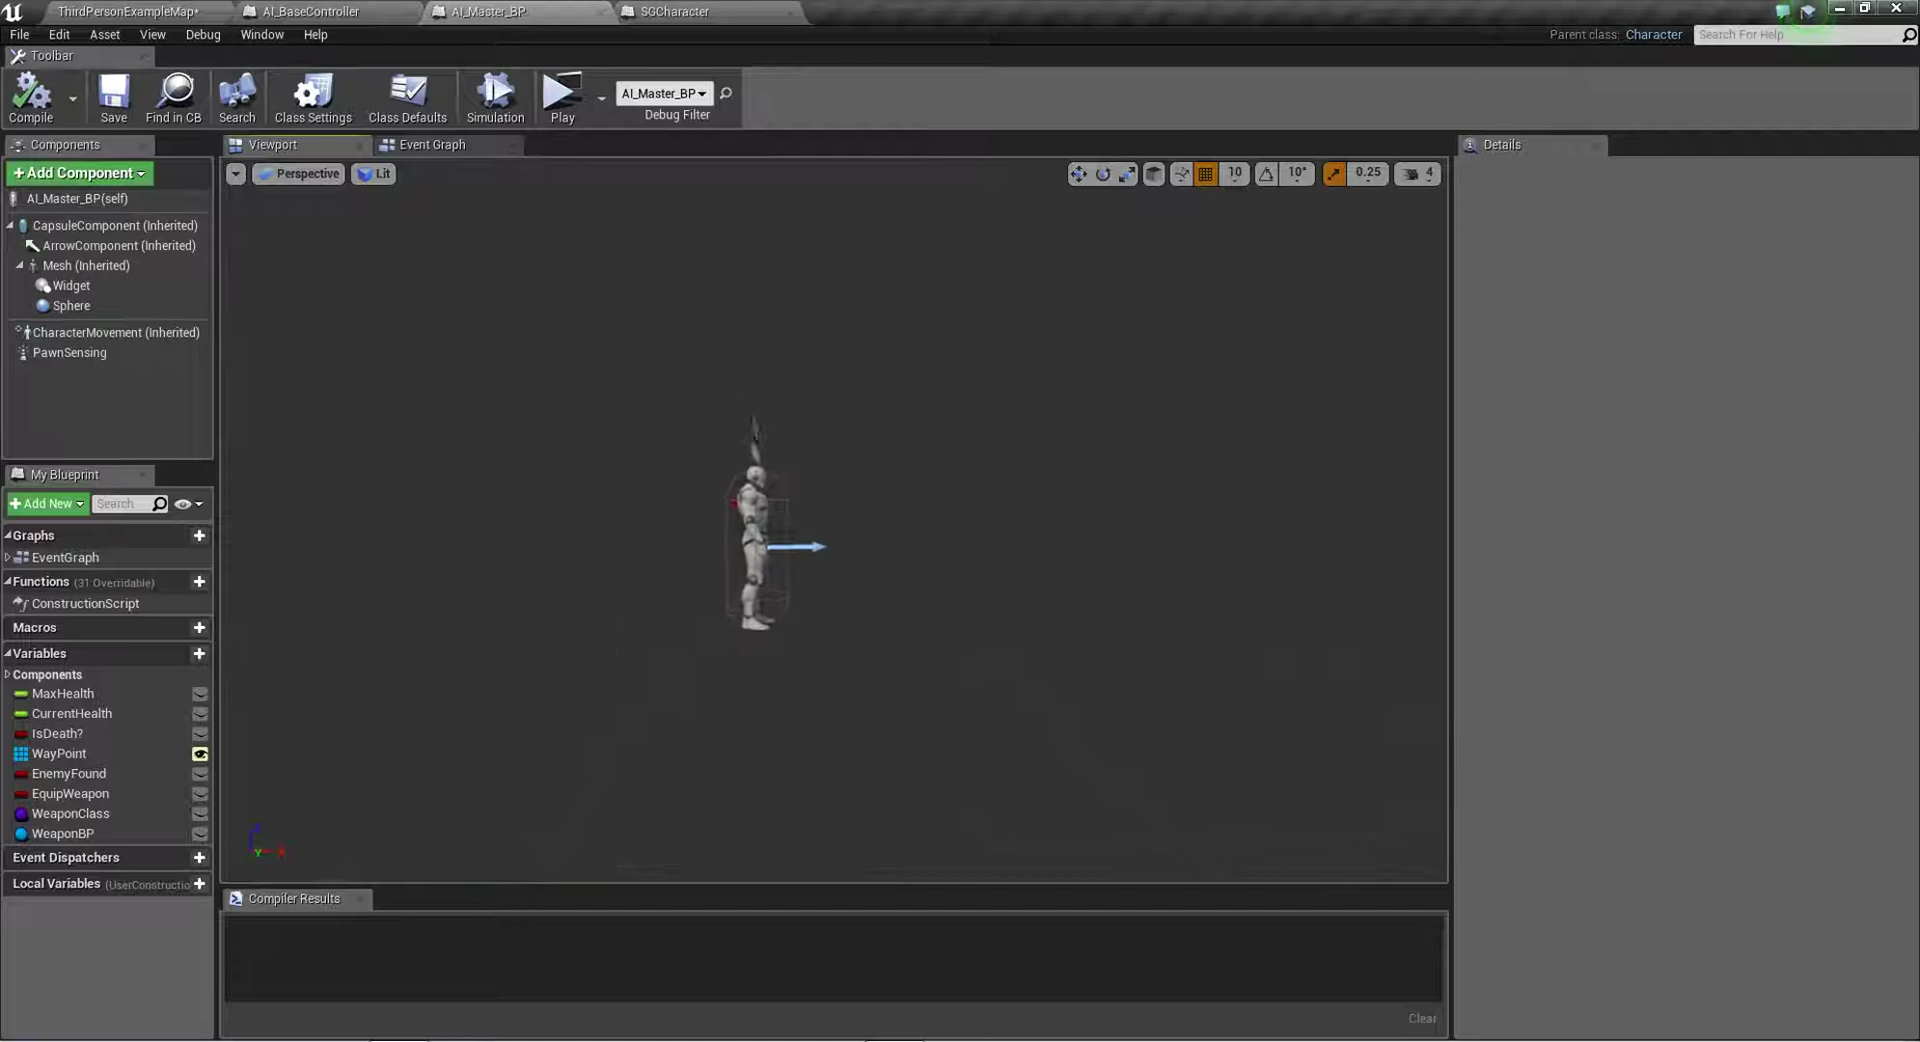 ThirdPersonExampleMap*
AI_BaseController
AI_Master_BP
SGCharacter
File Edit Asset View Debug Window Help
Parent class: Character
Search For Help
Toolbar
Compile
Save
Find in CB
Search
Class Settings
Class Defaults
Simulation
Play
AI_Master_BP
Debug Filter
Components
Viewport
Event Graph
Details
+Add Component
Perspective
Lit
10
10°
0.25
4
AI_Master_BP(self)
CapsuleComponent (Inherited)
ArrowComponent (Inherited)
Mesh (Inherited)
Widget
Sphere
CharacterMovement (Inherited)
PawnSensing
My Blueprint
+Add New
Search
Graphs
EventGraph
Functions (31 Overridable)
ConstructionScript
Macros
Variables
Components
MaxHealth
CurrentHealth
IsDeath?
WayPoint
EnemyFound
EquipWeapon
WeaponClass
WeaponBP
Event Dispatchers
Local Variables (UserConstructio
Y
X
Compiler Results
Clear